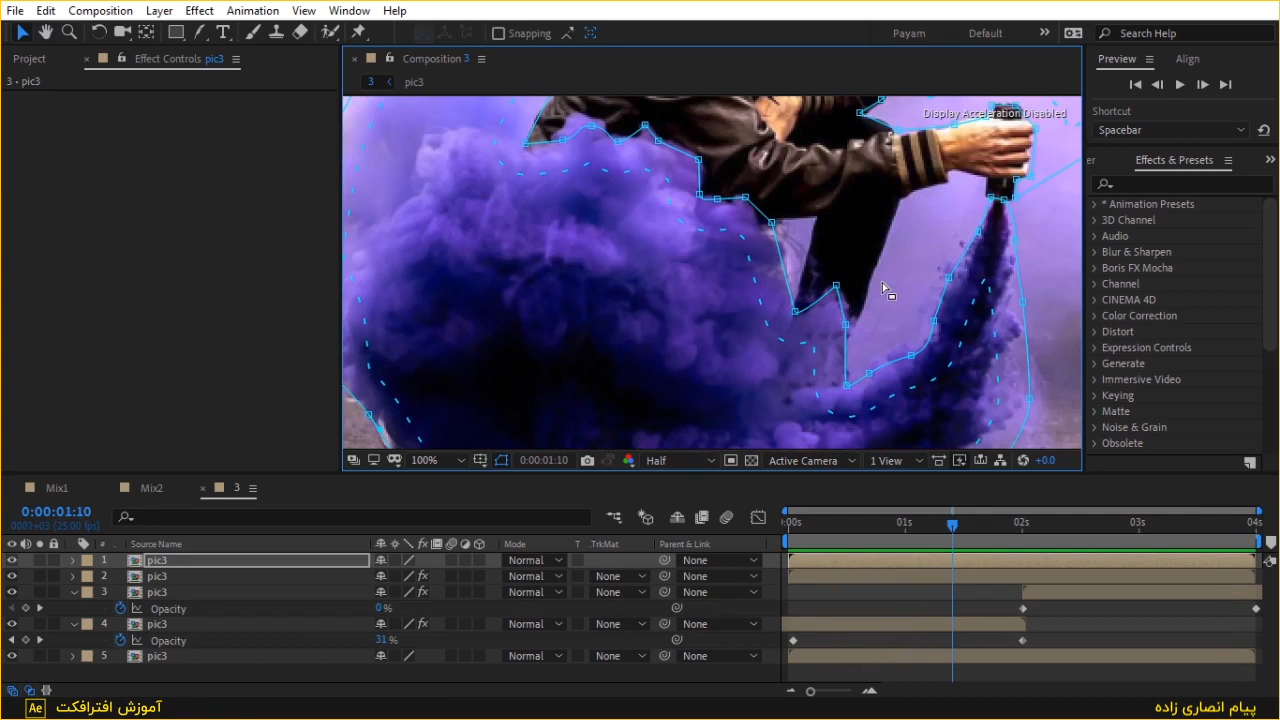 File Edit Composition Layer Effect Animation View Window Help
Snapping Payam Default Search Help
Project Effect Controls pic3 Composition 3 Preview Align
3 • pic3 3 pic3
Display Acceleration Disabled
Shortcut
Spacebar
Effects & Presets
* Animation Presets
3D Channel
Audio
Blur & Sharpen
Boris FX Mocha
Channel
CINEMA 4D
Color Correction
Distort
Expression Controls
Generate
Immersive Video
Keying
Matte
Noise & Grain
Obsolete
100% 0:00:01:10 Half Active Camera 1 View +0.0
Mix1 Mix2 3
0:00:01:10
:00s 01s 02s 03s 04s
# Source Name Mode T .TrkMat Parent & Link
1 pic3 Normal None
2 pic3 fx Normal None None
3 pic3 Normal None None
Opacity 0%
4 pic3 fx Normal None None
Opacity 31%
5 pic3 Normal None None
Ae آموزش افترافکت
پیام انصاری زاده